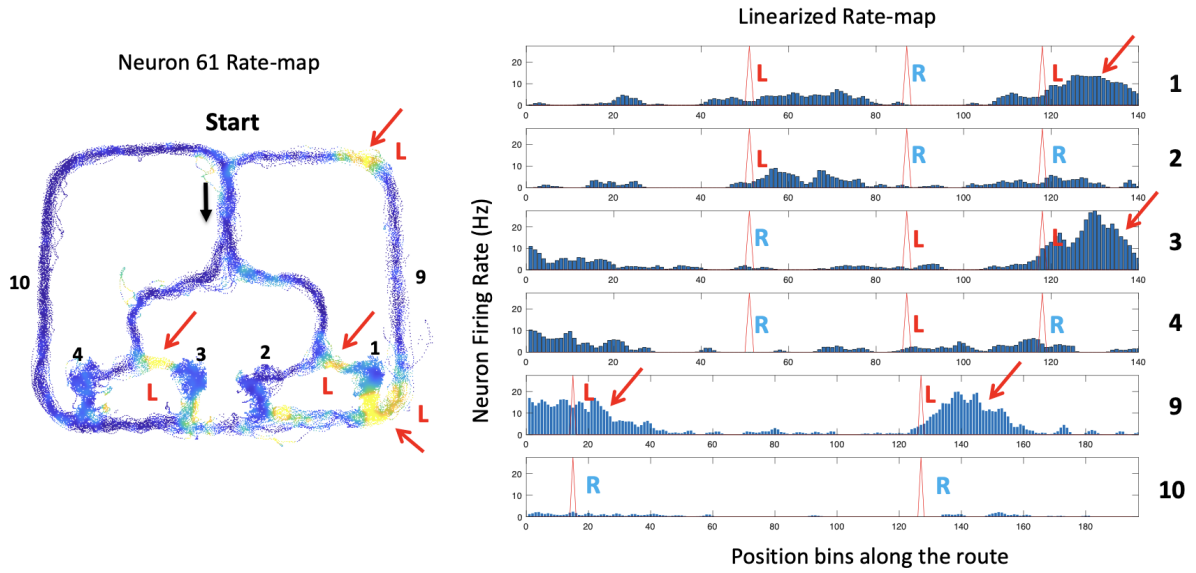 Linearized Rate-map
Neuron 61 Rate-map
Start
L
10
9
4
3
2
1
L
L
L
Neuron Firing Rate (Hz)
20
10
0
L
R
L
1
0 20 40 60 80 100 120 140
20
10
0
L
R
R
2
0 20 40 60 80 100 120 140
20
10
0
R
L
L
3
0 20 40 60 80 100 120 140
20
10
0
R
L
R
4
0 20 40 60 80 100 120 140
20
10
0
L
L
9
0 20 40 60 80 100 120 140 160 180
20
10
0
R
R
10
0 20 40 60 80 100 120 140 160 180
Position bins along the route